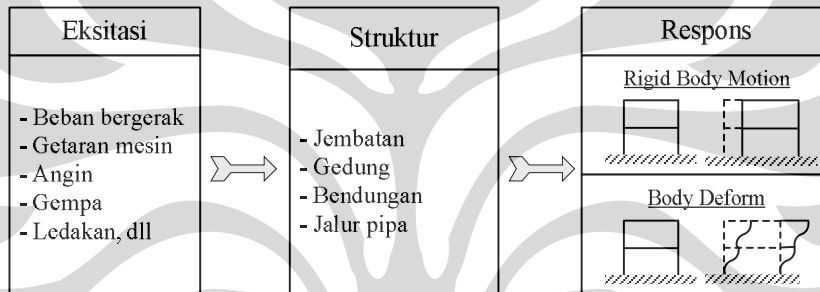 Eksitasi
- Beban bergerak
- Getaran mesin
- Angin
- Gempa
- Ledakan, dll
Struktur
- Jembatan
- Gedung
- Bendungan
- Jalur pipa
Respons
Rigid Body Motion
Body Deform